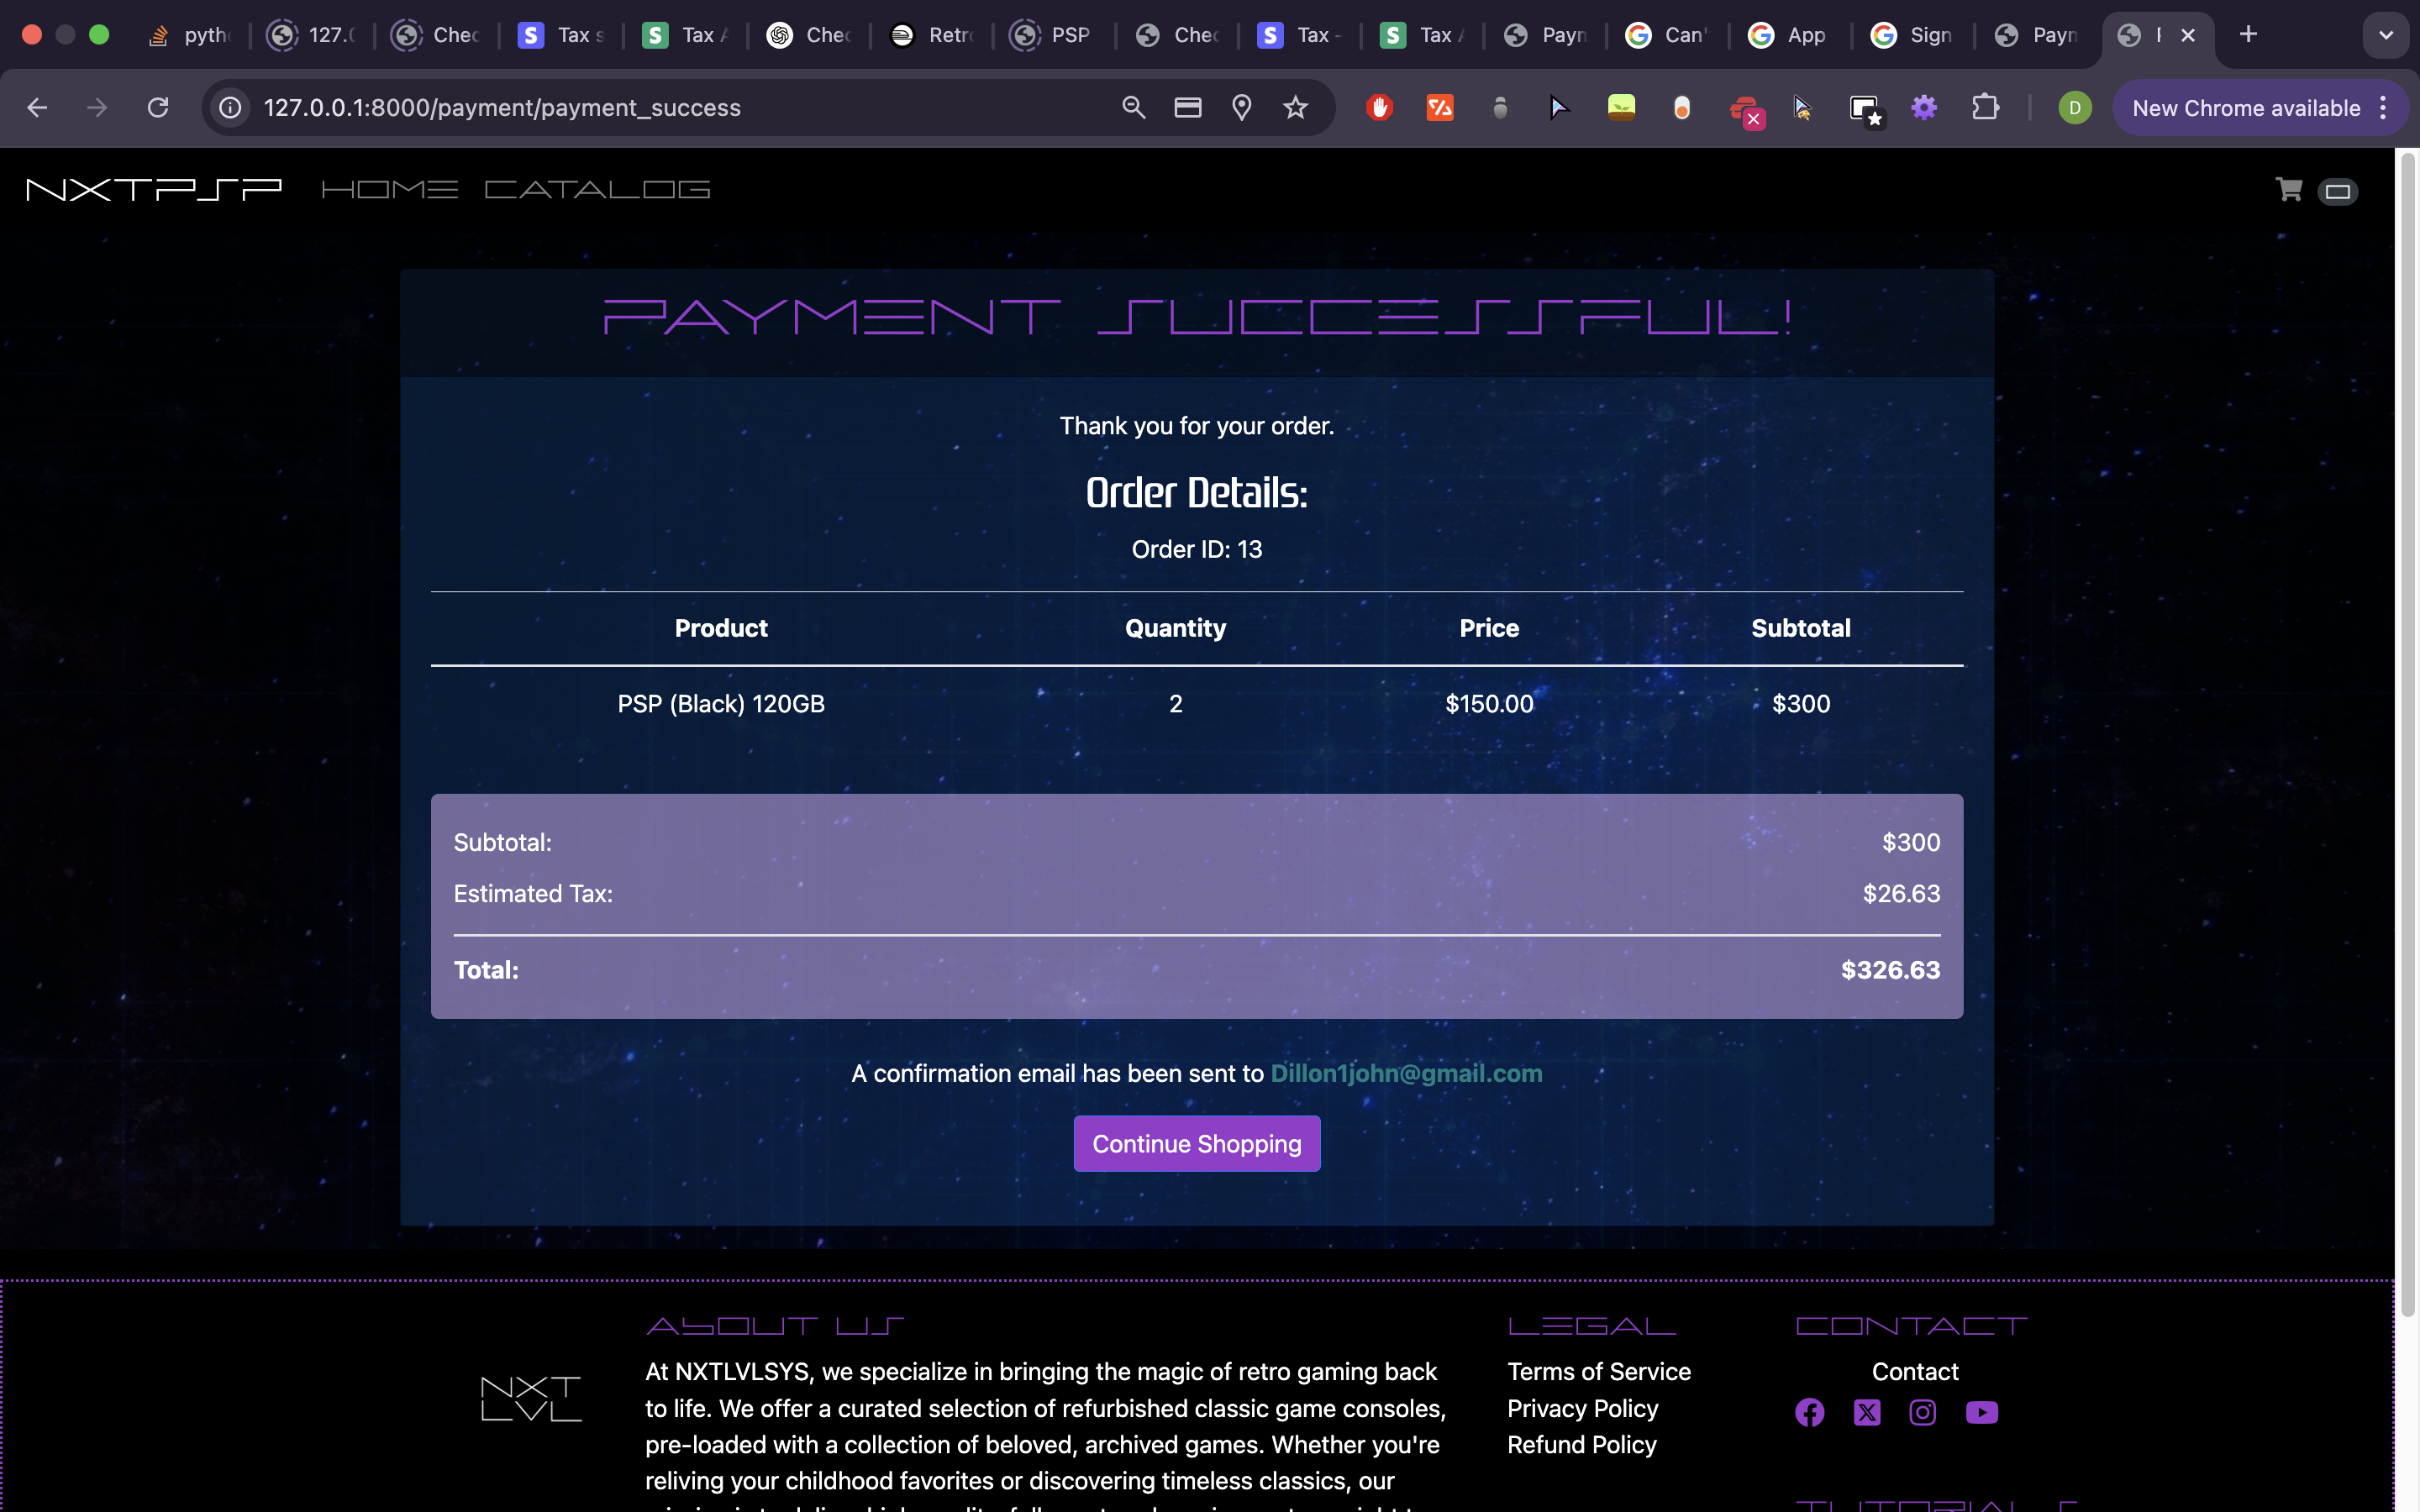 pyth
127.0
Chec
Tax s
Tax A
Chec
Retro
PSP
Chec
Tax -
Tax A
Paym
Can'
App
Sign
Paym
127.0.0.1:8000/payment/payment_success
D
New Chrome available
NXTPSP HOME CATALOG
PAYMENT SUCCESSFUL!
Thank you for your order.
Order Details:
Order ID: 13
Product Quantity Price Subtotal
PSP (Black) 120GB 2 $150.00 $300
Subtotal: $300
Estimated Tax: $26.63
Total: $326.63
A confirmation email has been sent to Dillon1john@gmail.com
Continue Shopping
NXT
LVL
ABOUT US
At NXTLVLSYS, we specialize in bringing the magic of retro gaming back
to life. We offer a curated selection of refurbished classic game consoles,
pre-loaded with a collection of beloved, archived games. Whether you're
reliving your childhood favorites or discovering timeless classics, our
LEGAL
Terms of Service
Privacy Policy
Refund Policy
CONTACT
Contact